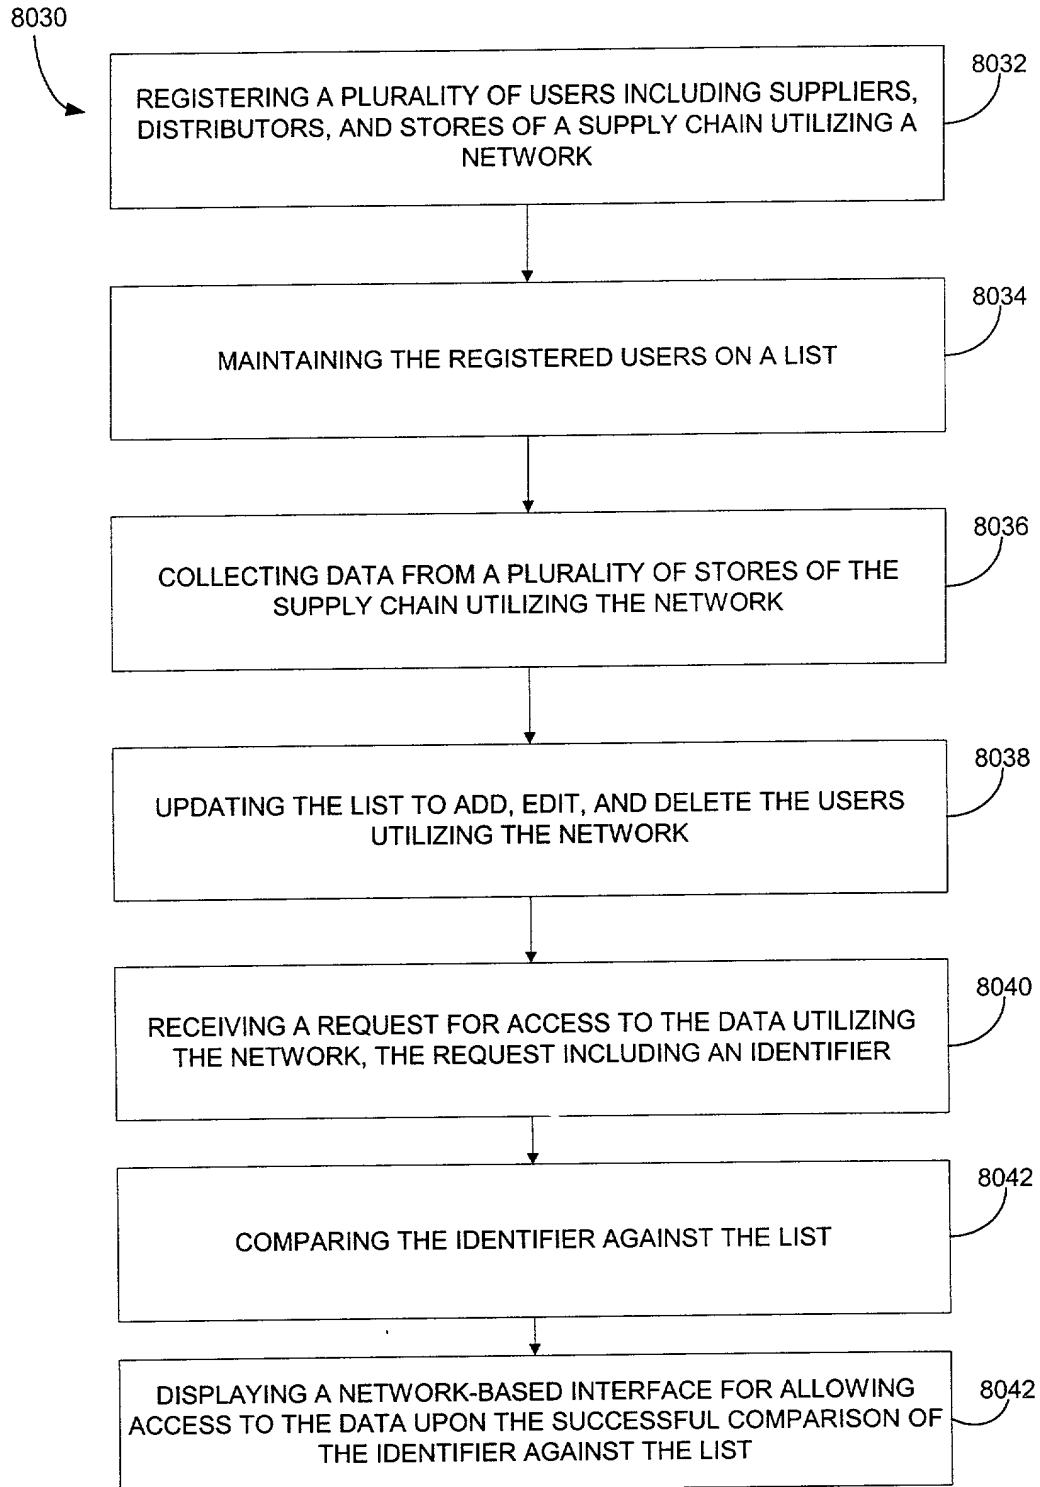 8030
8032
REGISTERING A PLURALITY OF USERS INCLUDING SUPPLIERS,
DISTRIBUTORS, AND STORES OF A SUPPLY CHAIN UTILIZING A
NETWORK
8034
MAINTAINING THE REGISTERED USERS ON A LIST
8036
COLLECTING DATA FROM A PLURALITY OF STORES OF THE
SUPPLY CHAIN UTILIZING THE NETWORK
8038
UPDATING THE LIST TO ADD, EDIT, AND DELETE THE USERS
UTILIZING THE NETWORK
8040
RECEIVING A REQUEST FOR ACCESS TO THE DATA UTILIZING
THE NETWORK, THE REQUEST INCLUDING AN IDENTIFIER
8042
COMPARING THE IDENTIFIER AGAINST THE LIST
8042
DISPLAYING A NETWORK-BASED INTERFACE FOR ALLOWING
ACCESS TO THE DATA UPON THE SUCCESSFUL COMPARISON OF
THE IDENTIFIER AGAINST THE LIST